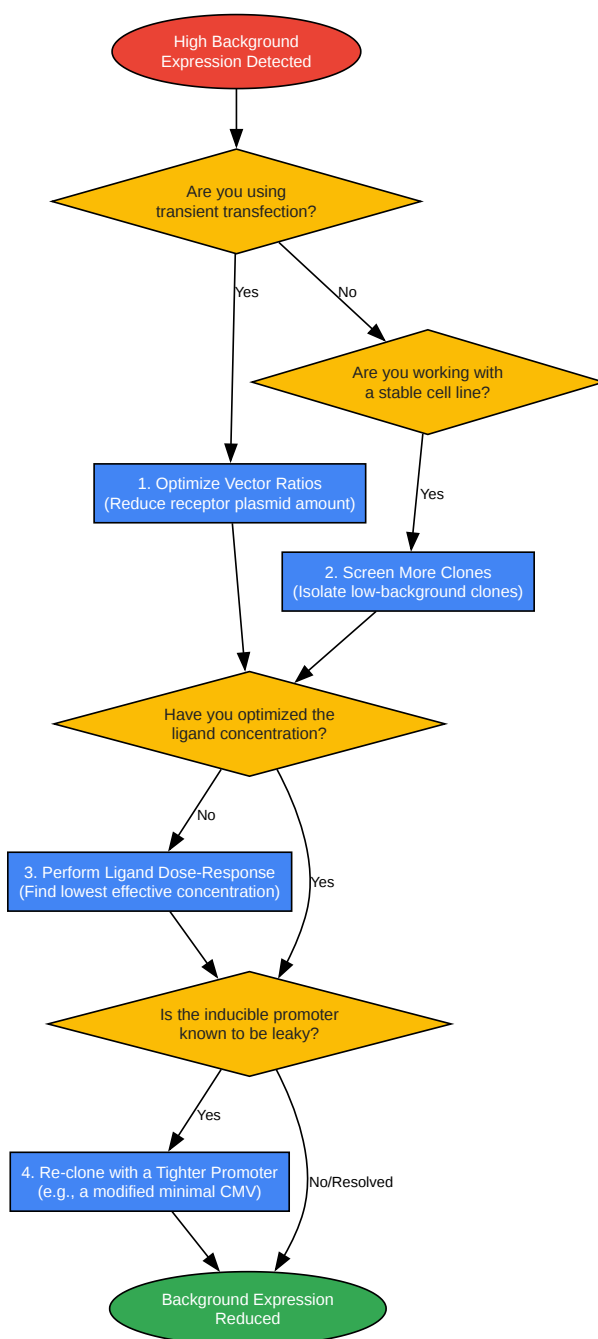 High Background
Expression Detected
Are you using
transient transfection?
Yes
No
Are you working with
a stable cell line?
1. Optimize Vector Ratios
(Reduce receptor plasmid amount)
Yes
2. Screen More Clones
(Isolate low-background clones)
Have you optimized the
ligand concentration?
No
3. Perform Ligand Dose-Response
(Find lowest effective concentration)
Yes
Is the inducible promoter
known to be leaky?
Yes
4. Re-clone with a Tighter Promoter
(e.g., a modified minimal CMV)
No/Resolved
Background Expression
Reduced